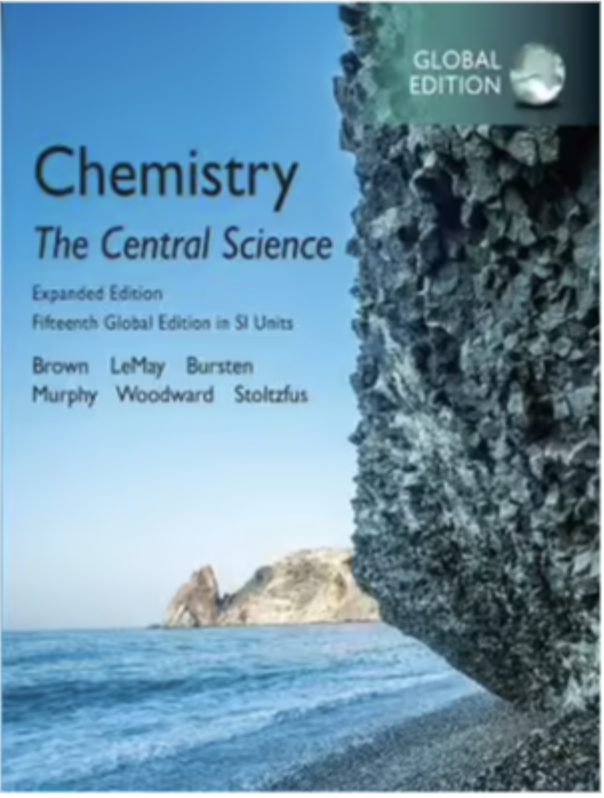 GLOBAL
EDITION
Chemistry
The Central Science
Expanded Edition
Fifteenth Global Edition in SI Units
Brown LeMay Bursten
Murphy Woodward Stoltzfus